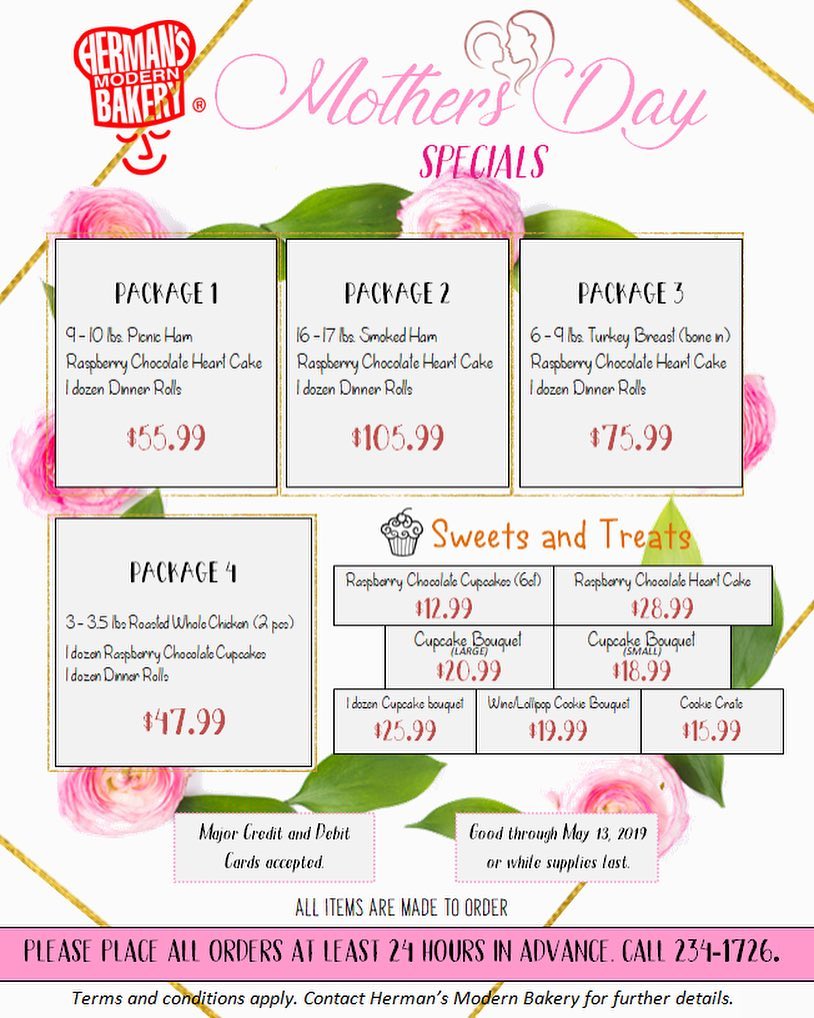 HERMAN'S
MODERN
BAKERY ®
Mothers Day
SPECIALS
PACKAGE 1
9 - 10 lbs. Picnic Ham
Raspberry Chocolate Heart Cake
1 dozen Dinner Rolls
$55.99
PACKAGE 2
16 - 17 lbs. Smoked Ham
Raspberry Chocolate Heart Cake
1 dozen Dinner Rolls
$105.99
PACKAGE 3
6 - 9 lbs. Turkey Breast (bone in)
Raspberry Chocolate Heart Cake
1 dozen Dinner Rolls
$75.99
PACKAGE 4
3 - 3.5 lbs Roasted Whole Chicken (2 pcs)
1 dozen Raspberry Chocolate Cupcakes
1 dozen Dinner Rolls
$47.99
Sweets and Treats
Raspberry Chocolate Cupcakes (6ct)
$12.99
Raspberry Chocolate Heart Cake
$28.99
Cupcake Bouquet
(LARGE)
$20.99
Cupcake Bouquet
(SMALL)
$18.99
1 dozen Cupcake bouquet
$25.99
Wine/Lollipop Cookie Bouquet
$19.99
Cookie Crate
$15.99
Major Credit and Debit
Cards accepted.
Good through May 13, 2019
or while supplies last.
ALL ITEMS ARE MADE TO ORDER
PLEASE PLACE ALL ORDERS AT LEAST 24 HOURS IN ADVANCE. CALL 234-1726.
Terms and conditions apply. Contact Herman's Modern Bakery for further details.